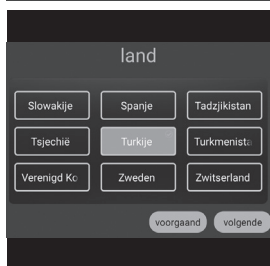 land
Slowakije Spanje Tadzjikistan
Tsjechië Turkije Turkmenista
Verenigd Ko Zweden Zwitserland
voorgaand volgende